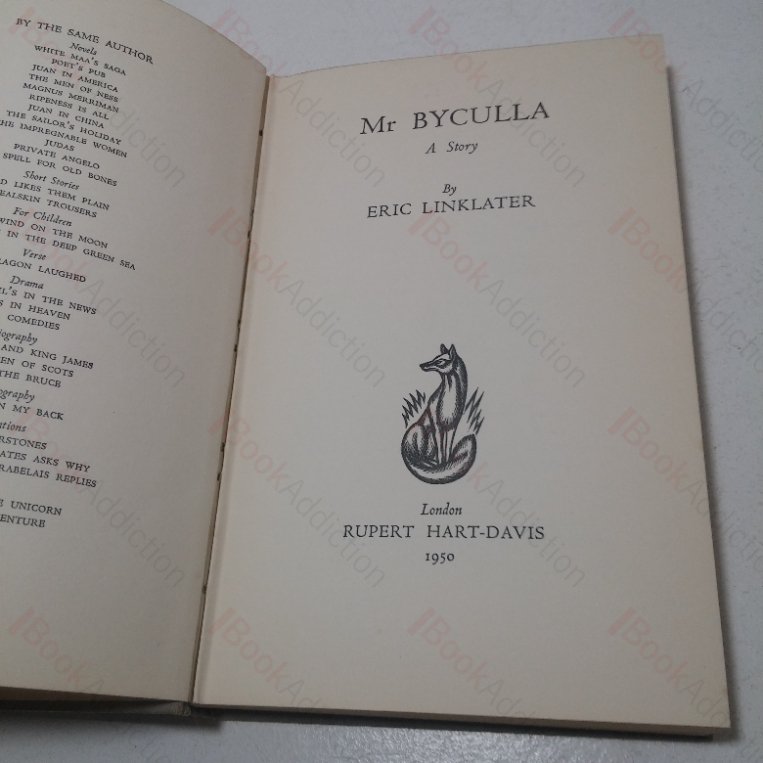 BY THE SAME AUTHOR
Novels
WHITE MAA'S SAGA
POET'S PUB
JUAN IN AMERICA
THE MEN OF NESS
MAGNUS MERRIMAN
RIPENESS IS ALL
JUAN IN CHINA
THE SAILOR'S HOLIDAY
THE IMPREGNABLE WOMEN
JUDAS
PRIVATE ANGELO
SPELL FOR OLD BONES
Short Stories
LIKES THEM PLAIN
SEALSKIN TROUSERS
For Children
WIND ON THE MOON
IN THE DEEP GREEN SEA
Verse
LAUGHED
Drama
IN THE NEWS
IN HEAVEN
COMEDIES
AND KING JAMES
OF SCOTS
THE BRUCE
MY BACK
ASKS WHY
RABELAIS REPLIES
UNICORN
Mr BYCULLA
A Story
By
ERIC LINKLATER
London
RUPERT HART-DAVIS
1950
BookAddiction